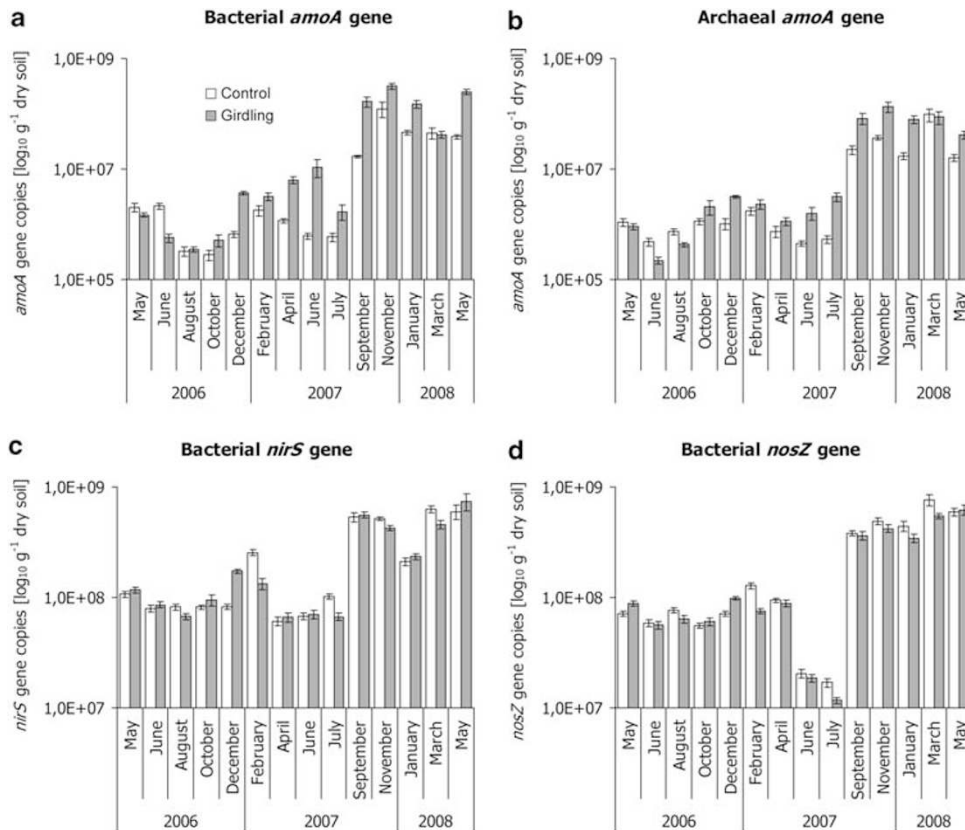 a
Bacterial amoA gene
amoA gene copies [log₁₀ g⁻¹ dry soil]
1,0E+09
1,0E+07
1,0E+05
Control
Girdling
May
June
August
October
December
February
April
June
July
September
November
January
March
May
2006
2007
2008
b
Archaeal amoA gene
amoA gene copies [log₁₀ g⁻¹ dry soil]
1,0E+09
1,0E+07
1,0E+05
May
June
August
October
December
February
April
June
July
September
November
January
March
May
2006
2007
2008
c
Bacterial nirS gene
nirS gene copies [log₁₀ g⁻¹ dry soil]
1,0E+09
1,0E+08
1,0E+07
May
June
August
October
December
February
April
June
July
September
November
January
March
May
2006
2007
2008
d
Bacterial nosZ gene
nosZ gene copies [log₁₀ g⁻¹ dry soil]
1,0E+09
1,0E+08
1,0E+07
May
June
August
October
December
February
April
June
July
September
November
January
March
May
2006
2007
2008